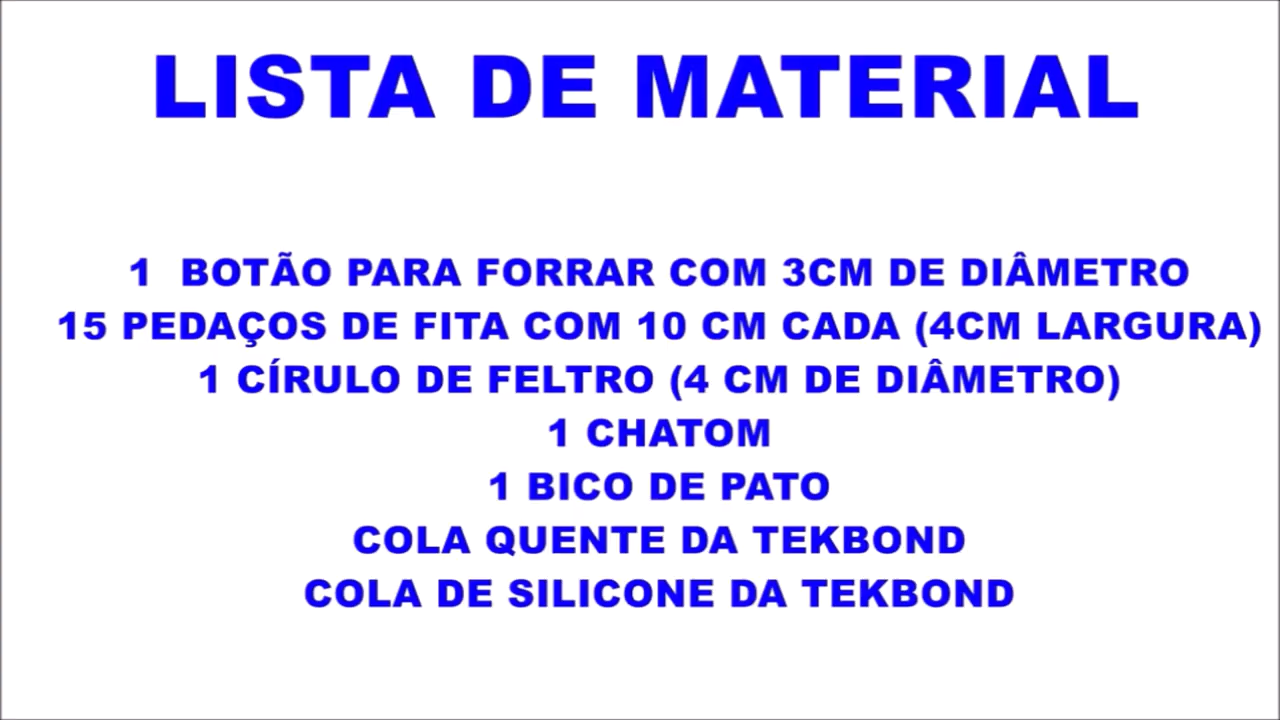 LISTA DE MATERIAL
1 BOTÃO PARA FORRAR COM 3CM DE DIÂMETRO
15 PEDAÇOS DE FITA COM 10 CM CADA (4CM LARGURA)
1 CÍRULO DE FELTRO (4 CM DE DIÂMETRO)
1 CHATOM
1 BICO DE PATO
COLA QUENTE DA TEKBOND
COLA DE SILICONE DA TEKBOND